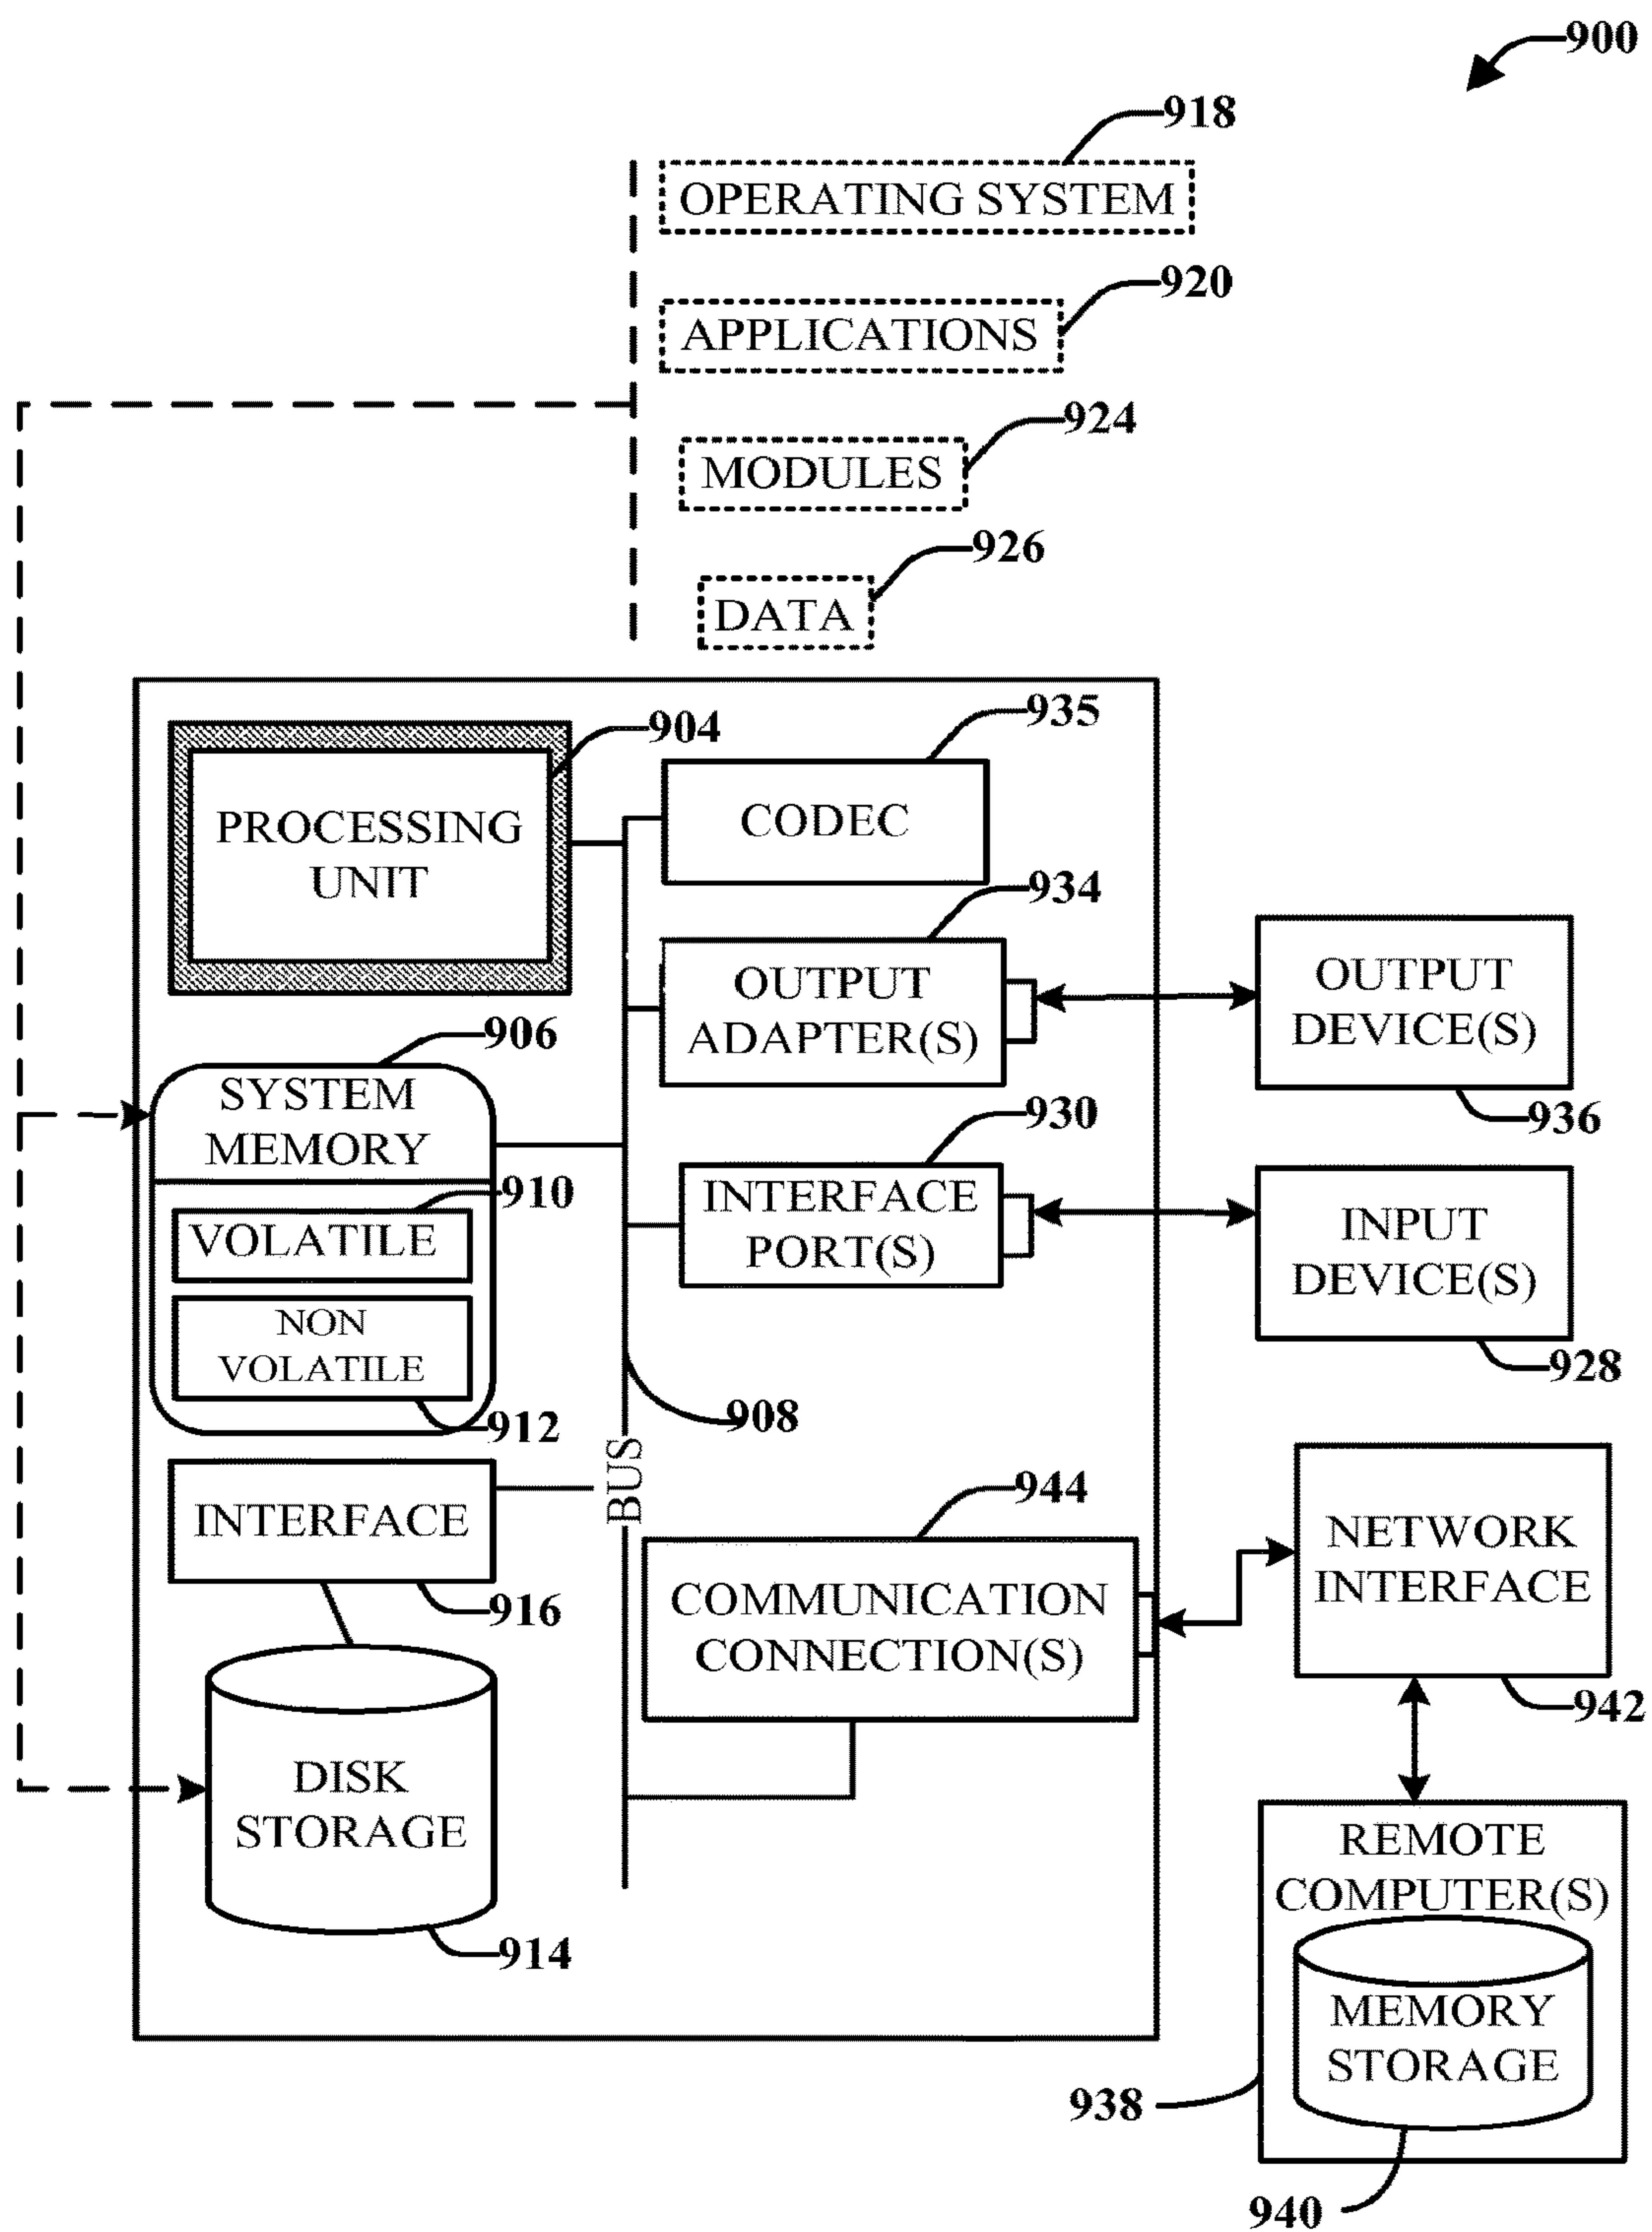 900
918
OPERATING SYSTEM
920
APPLICATIONS
924
MODULES
926
DATA
904
PROCESSING
UNIT
935
CODEC
934
OUTPUT
ADAPTER(S)
OUTPUT
DEVICE(S)
936
906
SYSTEM
MEMORY
910
VOLATILE
NON
VOLATILE
912
930
INTERFACE
PORT(S)
INPUT
DEVICE(S)
928
908
BUS
INTERFACE
916
944
COMMUNICATION
CONNECTION(S)
NETWORK
INTERFACE
942
DISK
STORAGE
914
REMOTE
COMPUTER(S)
MEMORY
STORAGE
938
940